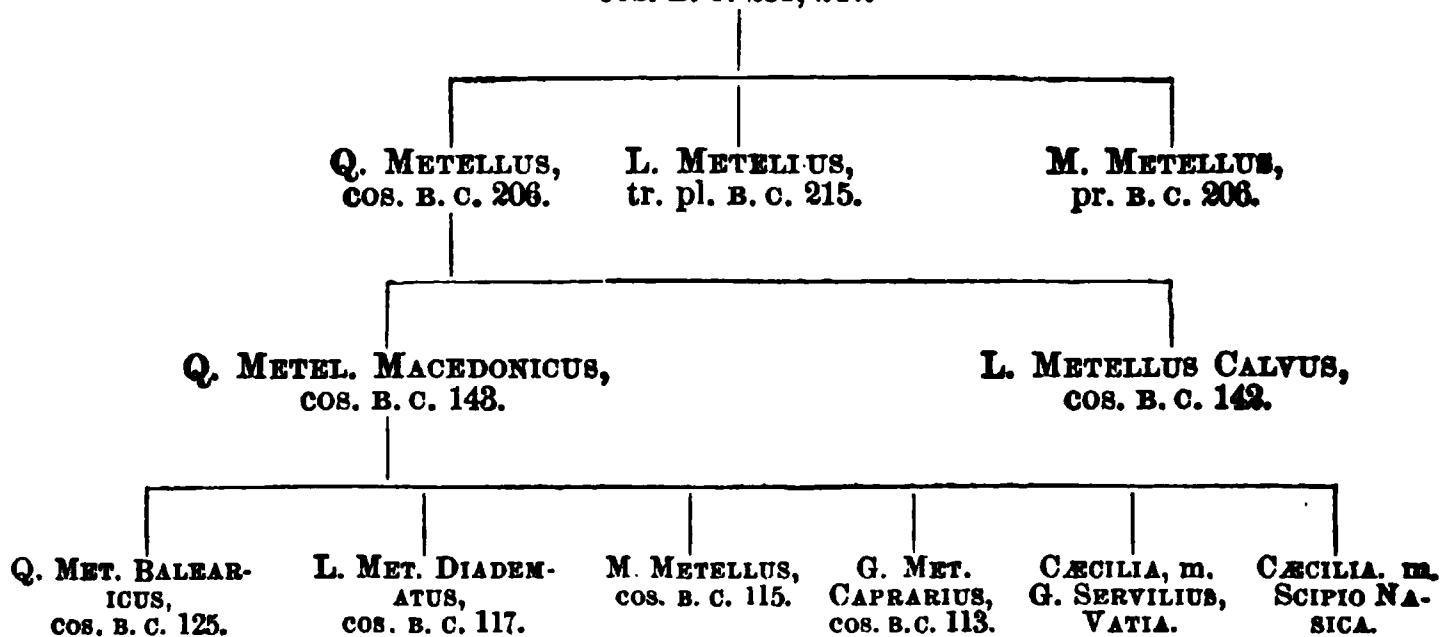 Q. METELLUS,
cos. B. C. 206.
L. METELIUS,
tr. pl. B. C. 215.
M. METELLUS,
pr. B. C. 206.
Q. METEL. MACEDONICUS,
cos. B. C. 143.
L. METELLUS CALVUS,
cos. B. C. 142.
Q. MET. BALEAR-
ICUS,
cos. B. C. 125.
L. MET. DIADEM-
ATUS,
cos. B. C. 117.
M. METELLUS,
cos. B. C. 115.
G. MET.
CAPRARIUS,
cos. B.C. 113.
CÆCILIA, m.
G. SERVILIUS,
VATIA.
CÆCILIA. m.
SCIPIO NA-
SICA.